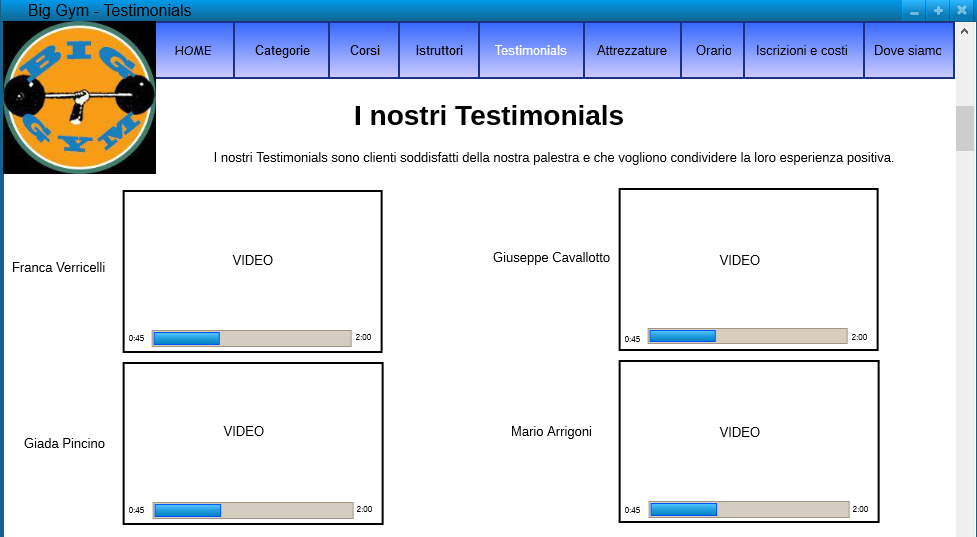 Big Gym - Testimonials
BIG
GYM
HOME
Categorie
Corsi
Istruttori
Testimonials
Attrezzature
Orario
Iscrizioni e costi
Dove siamo
I nostri Testimonials
I nostri Testimonials sono clienti soddisfatti della nostra palestra e che vogliono condividere la loro esperienza positiva.
Franca Verricelli
VIDEO
0:45
2:00
Giuseppe Cavallotto
VIDEO
0:45
2:00
Giada Pincino
VIDEO
0:45
2:00
Mario Arrigoni
VIDEO
0:45
2:00